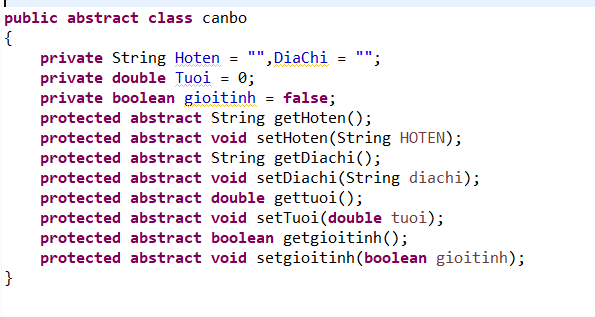 public abstract class canbo
{
private String Hoten = "",DiaChi = "";
private double Tuoi = 0;
private boolean gioitinh = false;
protected abstract String getHoten();
protected abstract void setHoten(String HOTEN);
protected abstract String getDiachi();
protected abstract void setDiachi(String diachi);
protected abstract double gettuoi();
protected abstract void setTuoi(double tuoi);
protected abstract boolean getgioitinh();
protected abstract void setgioitinh(boolean gioitinh);
}